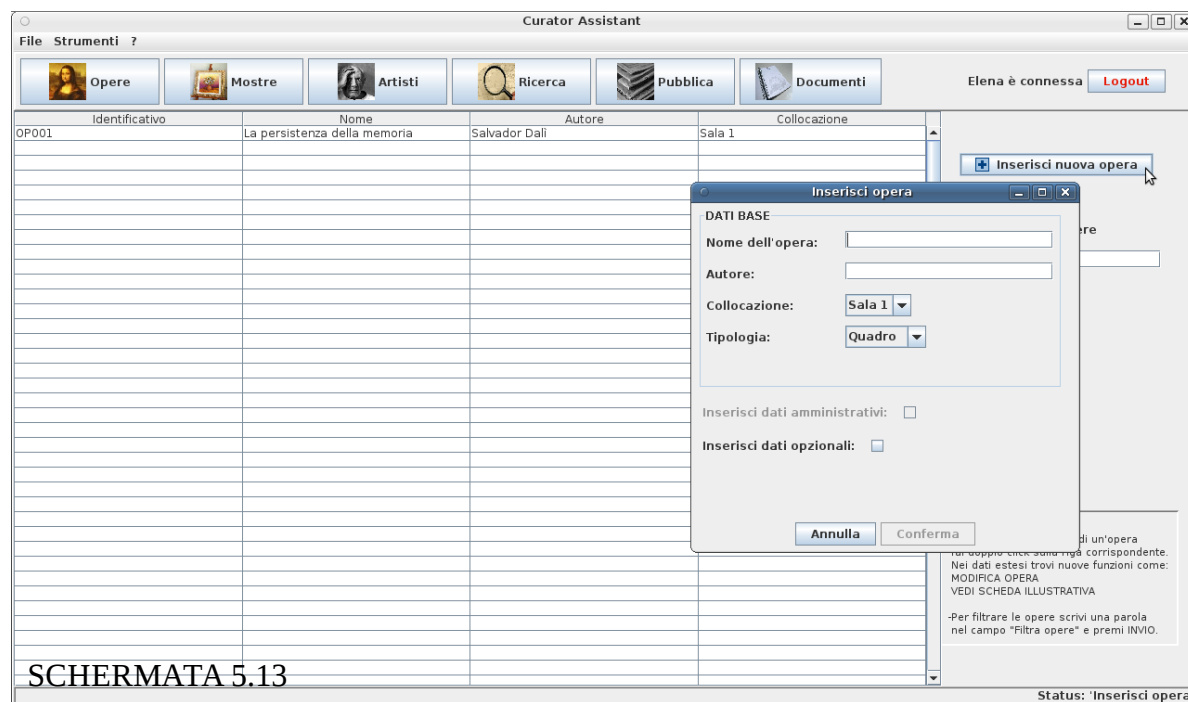 Curator Assistant
File Strumenti ?
Opere Mostre Artisti Ricerca Pubblica Documenti Elena è connessa Logout
Identificativo Nome Autore Collocazione
OP001 La persistenza della memoria Salvador Dalì Sala 1
Inserisci nuova opera
Inserisci opera
DATI BASE
Nome dell'opera:
Autore:
Collocazione: Sala 1
Tipologia: Quadro
Inserisci dati amministrativi:
Inserisci dati opzionali:
Annulla Conferma
di un'opera
corrispondente.
Nei dati estesi trovi nuove funzioni come:
MODIFICA OPERA
VEDI SCHEDA ILLUSTRATIVA
-Per filtrare le opere scrivi una parola
nel campo "Filtra opere" e premi INVIO.
SCHERMATA 5.13
Status: 'Inserisci opera